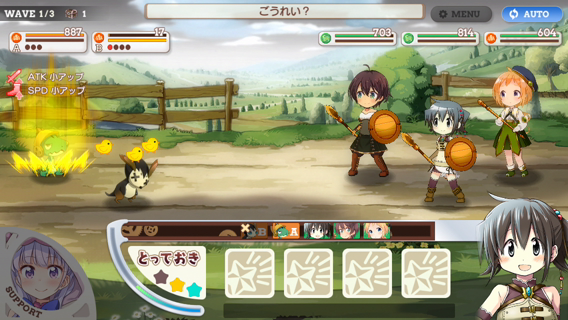 WAVE 1/3
1
ごうれい？
MENU
AUTO
887
A
17
B
703
814
604
ATK 小アップ
SPD 小アップ
B
A
とっておき
SUPPORT